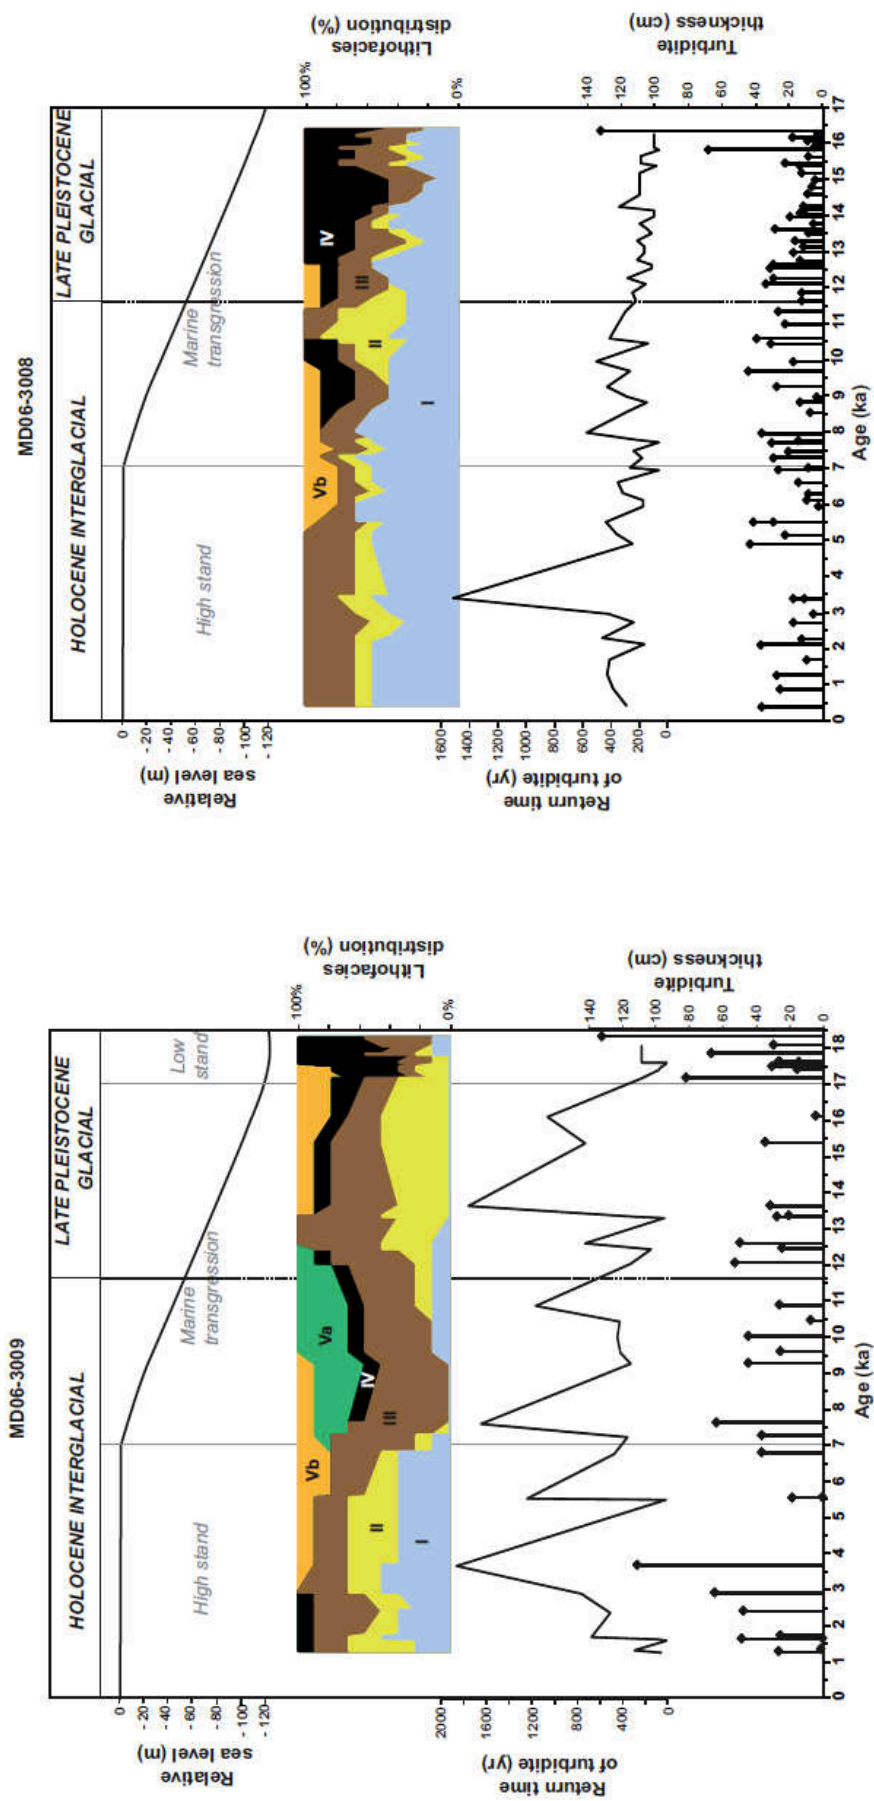 MD06-3009
HOLOCENE INTERGLACIAL
LATE PLEISTOCENE
GLACIAL
High stand
Marine
transgression
Low
stand
0
- 20
- 40
- 60
- 80
- 100
- 120
Relative
sea level (m)
Vb
Va
IV
III
II
I
100%
0%
Lithofacies
distribution (%)
2000
1600
1200
800
400
0
Return time
of turbidite (yr)
140
120
100
80
60
40
20
0
Turbidite
thickness (cm)
0 1 2 3 4 5 6 7 8 9 10 11 12 13 14 15 16 17 18
Age (ka)
MD06-3008
HOLOCENE INTERGLACIAL
LATE PLEISTOCENE
GLACIAL
High stand
Marine
transgression
0
- 20
- 40
- 60
- 80
- 100
- 120
Relative
sea level (m)
Vb
IV
III
II
I
100%
0%
Lithofacies
distribution (%)
1600
1400
1200
1000
800
600
400
200
0
Return time
of turbidite (yr)
140
120
100
80
60
40
20
0
Turbidite
thickness (cm)
0 1 2 3 4 5 6 7 8 9 10 11 12 13 14 15 16 17
Age (ka)